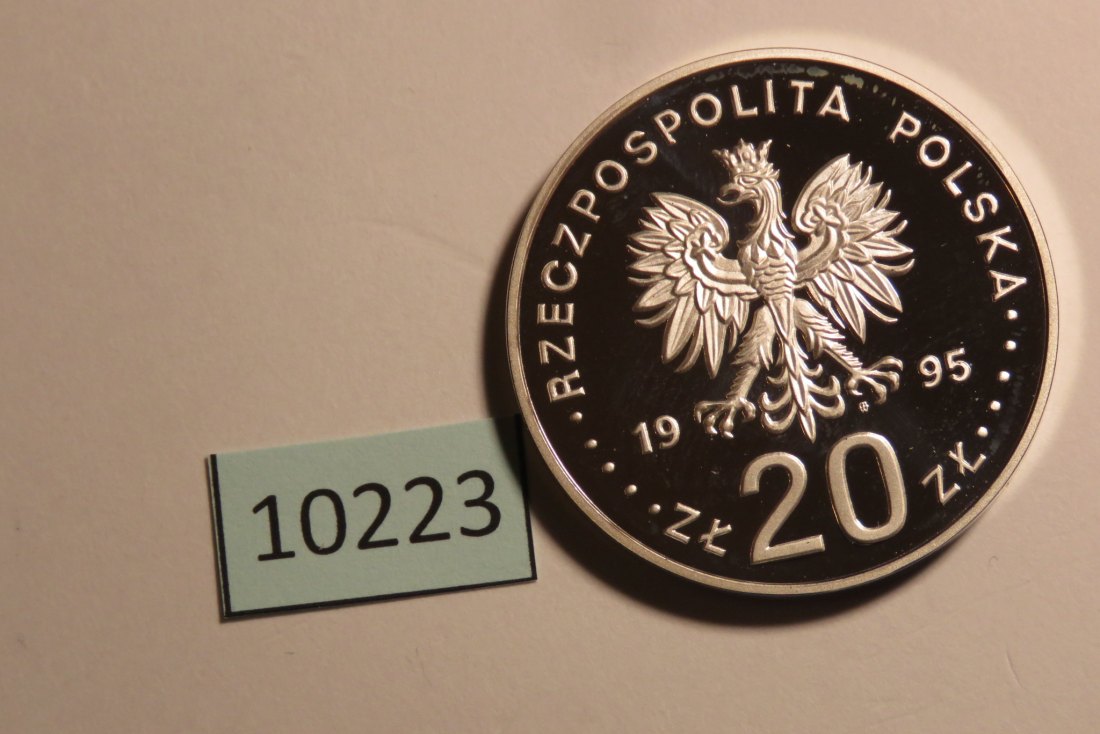 RZECZPOSPOLITA POLSKA
19 95
ZŁ 20 ZŁ
10223